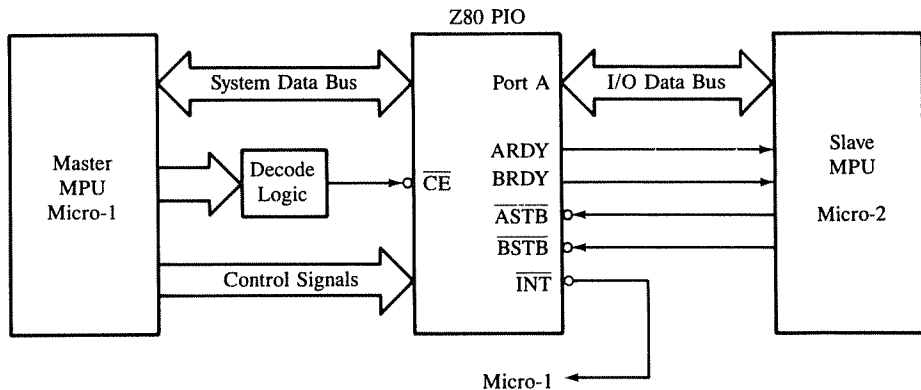 Z80 PIO
System Data Bus
Port A
I/O Data Bus
Master
MPU
Micro-1
Decode
Logic
CE
ARDY
BRDY
ASTB
BSTB
INT
Slave
MPU
Micro-2
Control Signals
Micro-1